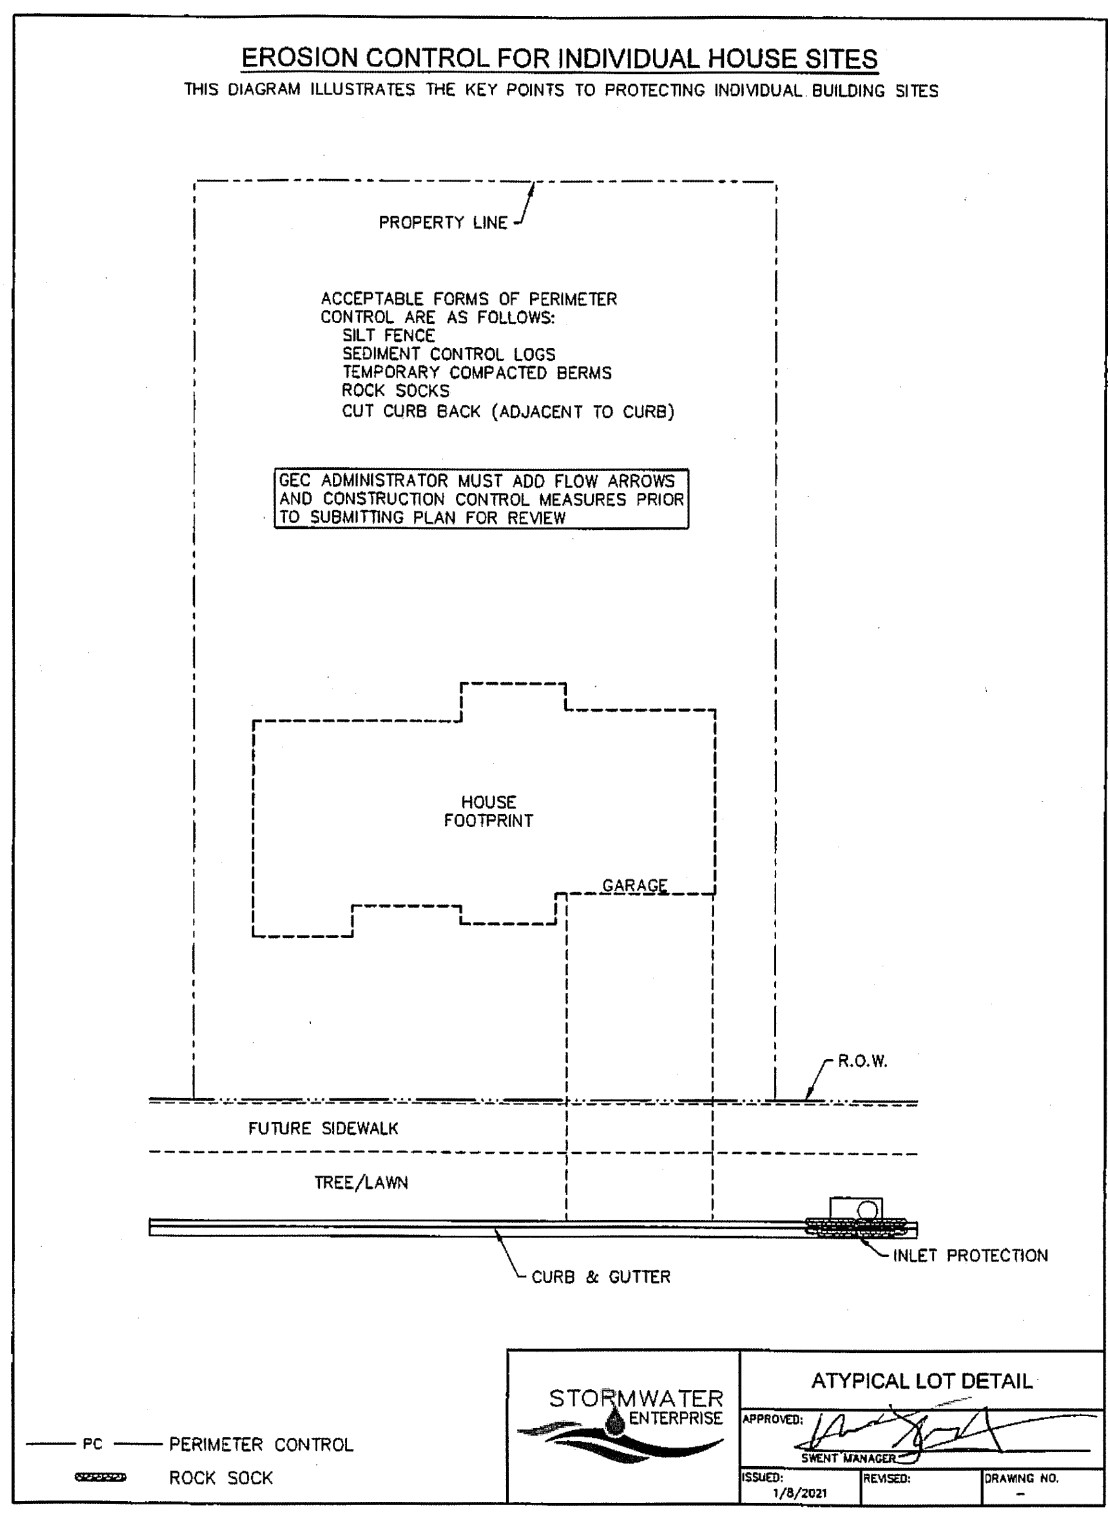 EROSION CONTROL FOR INDIVIDUAL HOUSE SITES
THIS DIAGRAM ILLUSTRATES THE KEY POINTS TO PROTECTING INDIVIDUAL BUILDING SITES
PROPERTY LINE
ACCEPTABLE FORMS OF PERIMETER
CONTROL ARE AS FOLLOWS:
SILT FENCE
SEDIMENT CONTROL LOGS
TEMPORARY COMPACTED BERMS
ROCK SOCKS
CUT CURB BACK (ADJACENT TO CURB)
GEC ADMINISTRATOR MUST ADD FLOW ARROWS
AND CONSTRUCTION CONTROL MEASURES PRIOR
TO SUBMITTING PLAN FOR REVIEW
HOUSE
FOOTPRINT
GARAGE
R.O.W.
FUTURE SIDEWALK
TREE/LAWN
INLET PROTECTION
CURB & GUTTER
PC PERIMETER CONTROL
ROCK SOCK
STORMWATER
ENTERPRISE
ATYPICAL LOT DETAIL
APPROVED:
SWENT MANAGER
ISSUED:
1/8/2021
REVISED:
DRAWING NO.
–